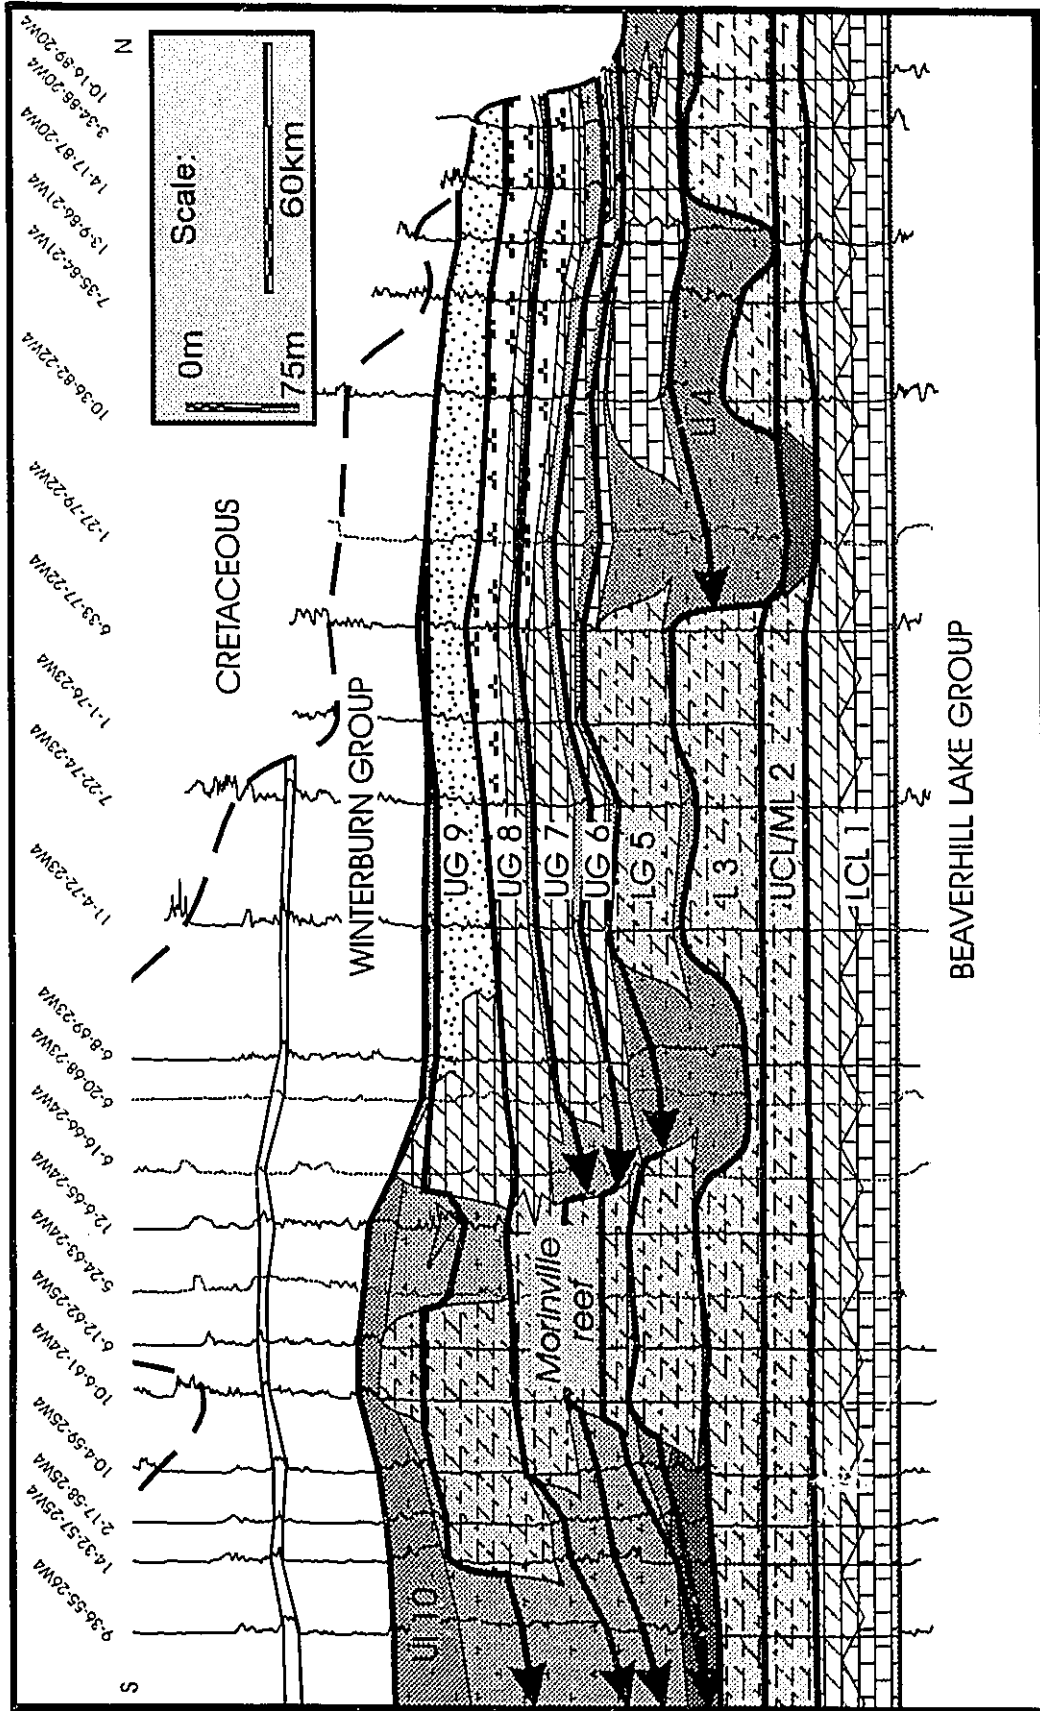 S
N
9-36-55-26W4
14-32-57-25W4
2-17-58-25W4
10-4-59-25W4
10-6-61-24W4
6-12-62-25W4
5-24-63-24W4
12-6-65-24W4
6-16-66-24W4
6-20-68-23W4
6-8-69-23W4
11-4-72-23W4
7-22-74-23W4
1-1-76-23W4
6-33-77-22W4
1-27-79-22W4
10-36-82-22W4
7-35-84-21W4
13-9-86-21W4
14-17-87-20W4
3-34-88-20W4
10-16-89-20W4
Scale:
0m
75m
60km
CRETACEOUS
WINTERBURN GROUP
UG 9
UG 8
UG 7
UG 6
LG 5
L 3
UCL/ML 2
LCL 1
UI 10
LI 4
Morinville
reef
BEAVERHILL LAKE GROUP